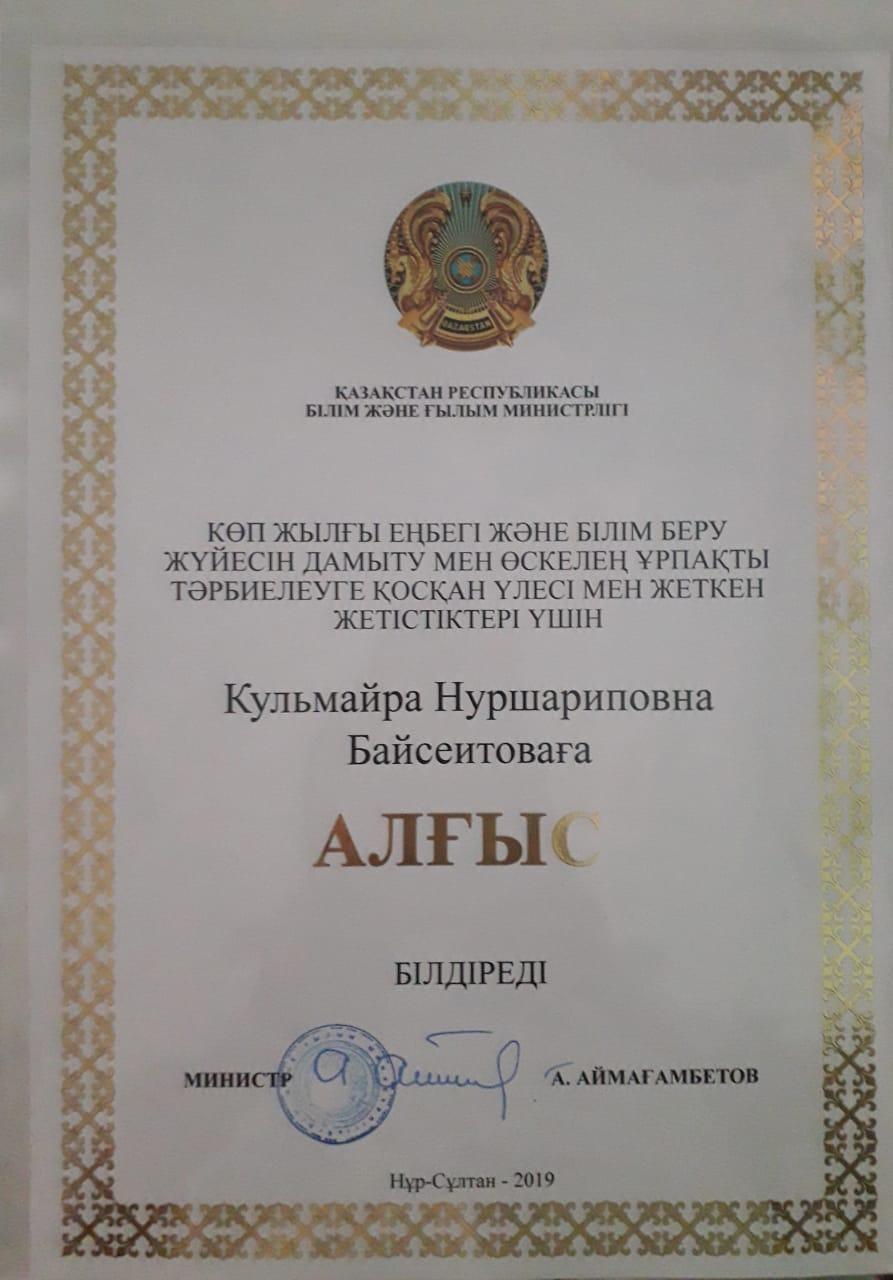 QAZAQSTAN
ҚАЗАҚСТАН РЕСПУБЛИКАСЫ
БІЛІМ ЖӘНЕ ҒЫЛЫМ МИНИСТРЛІГІ
КӨП ЖЫЛҒЫ ЕҢБЕГІ ЖӘНЕ БІЛІМ БЕРУ
ЖҮЙЕСІН ДАМЫТУ МЕН ӨСКЕЛЕҢ ҰРПАҚТЫ
ТӘРБИЕЛЕУГЕ ҚОСҚАН ҮЛЕСІ МЕН ЖЕТКЕН
ЖЕТІСТІКТЕРІ ҮШІН
Кульмайра Нуршариповна
Байсеитоваға
АЛҒЫС
БІЛДІРЕДІ
МИНИСТР А. АЙМАҒАМБЕТОВ
Нұр-Сұлтан - 2019